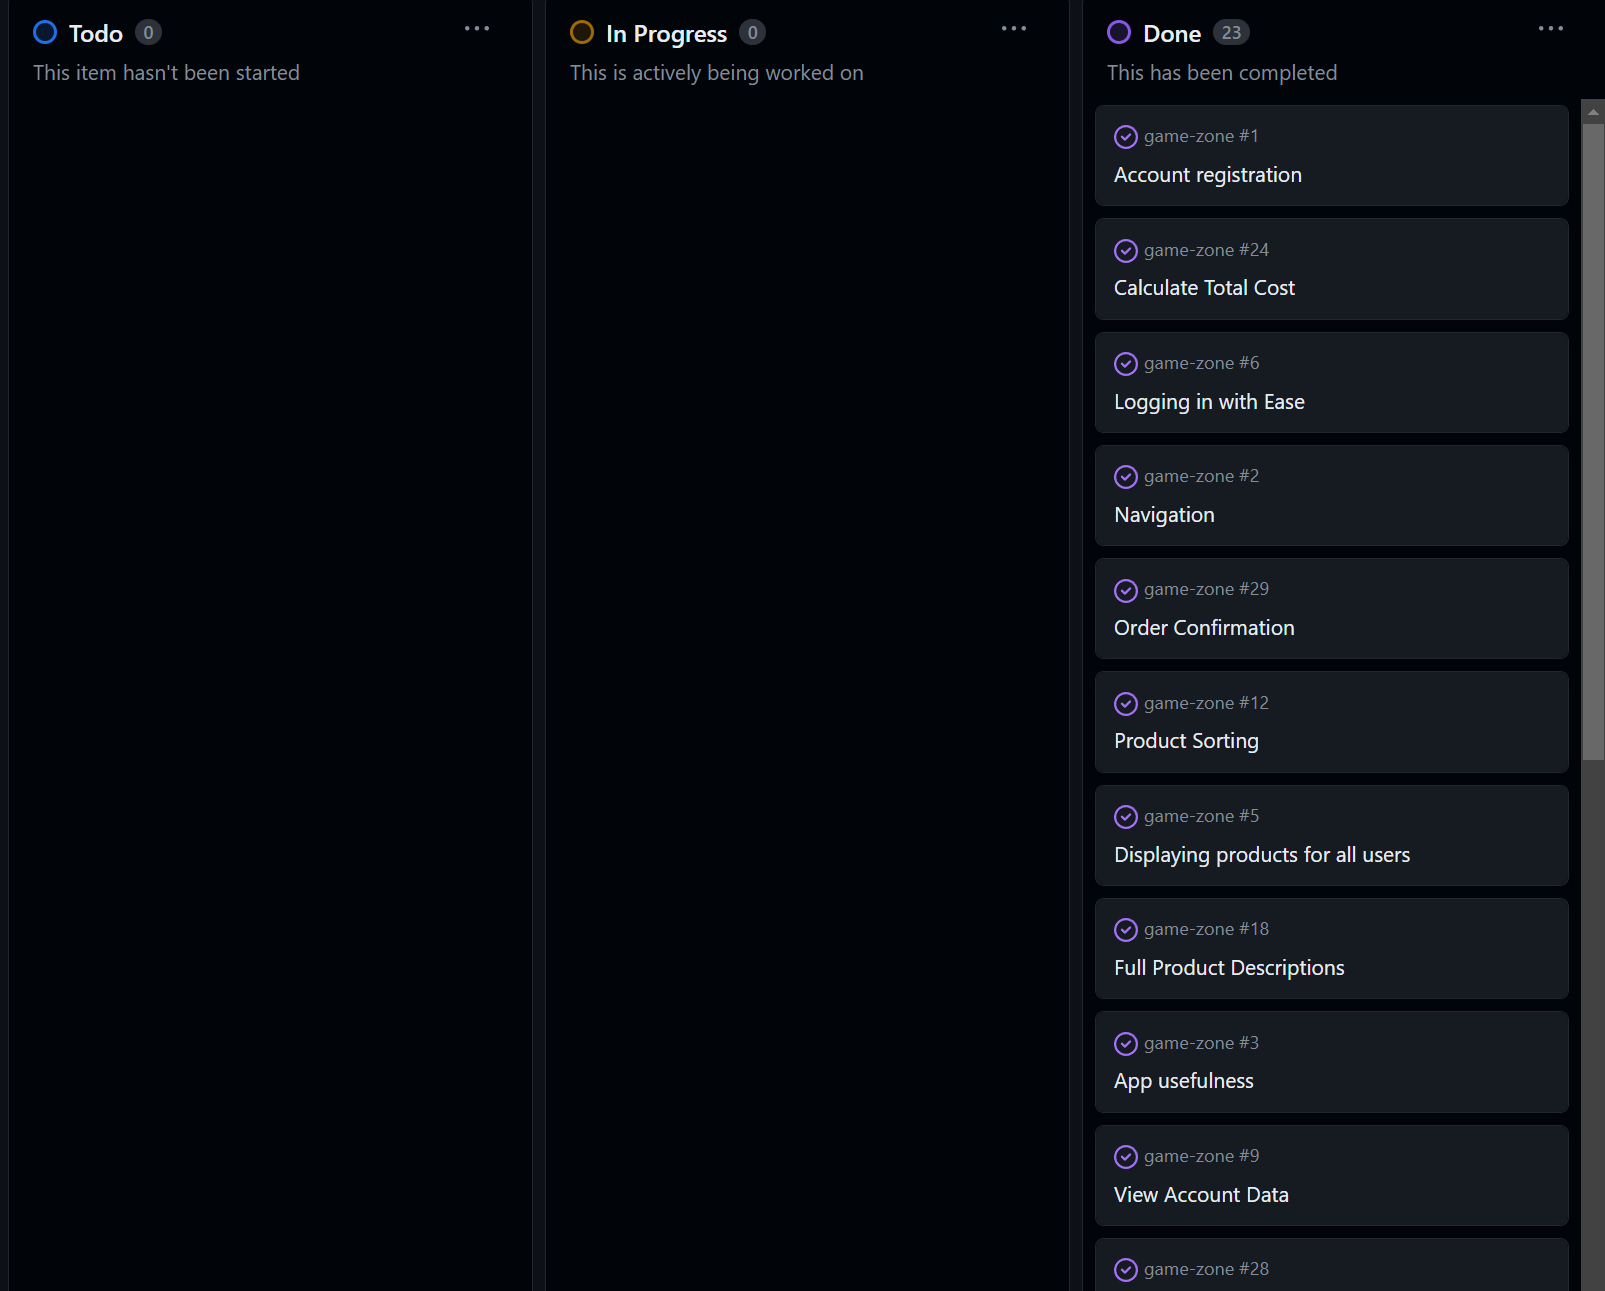 Todo 0
This item hasn't been started
In Progress 0
This is actively being worked on
Done 23
This has been completed
game-zone #1
Account registration
game-zone #24
Calculate Total Cost
game-zone #6
Logging in with Ease
game-zone #2
Navigation
game-zone #29
Order Confirmation
game-zone #12
Product Sorting
game-zone #5
Displaying products for all users
game-zone #18
Full Product Descriptions
game-zone #3
App usefulness
game-zone #9
View Account Data
game-zone #28